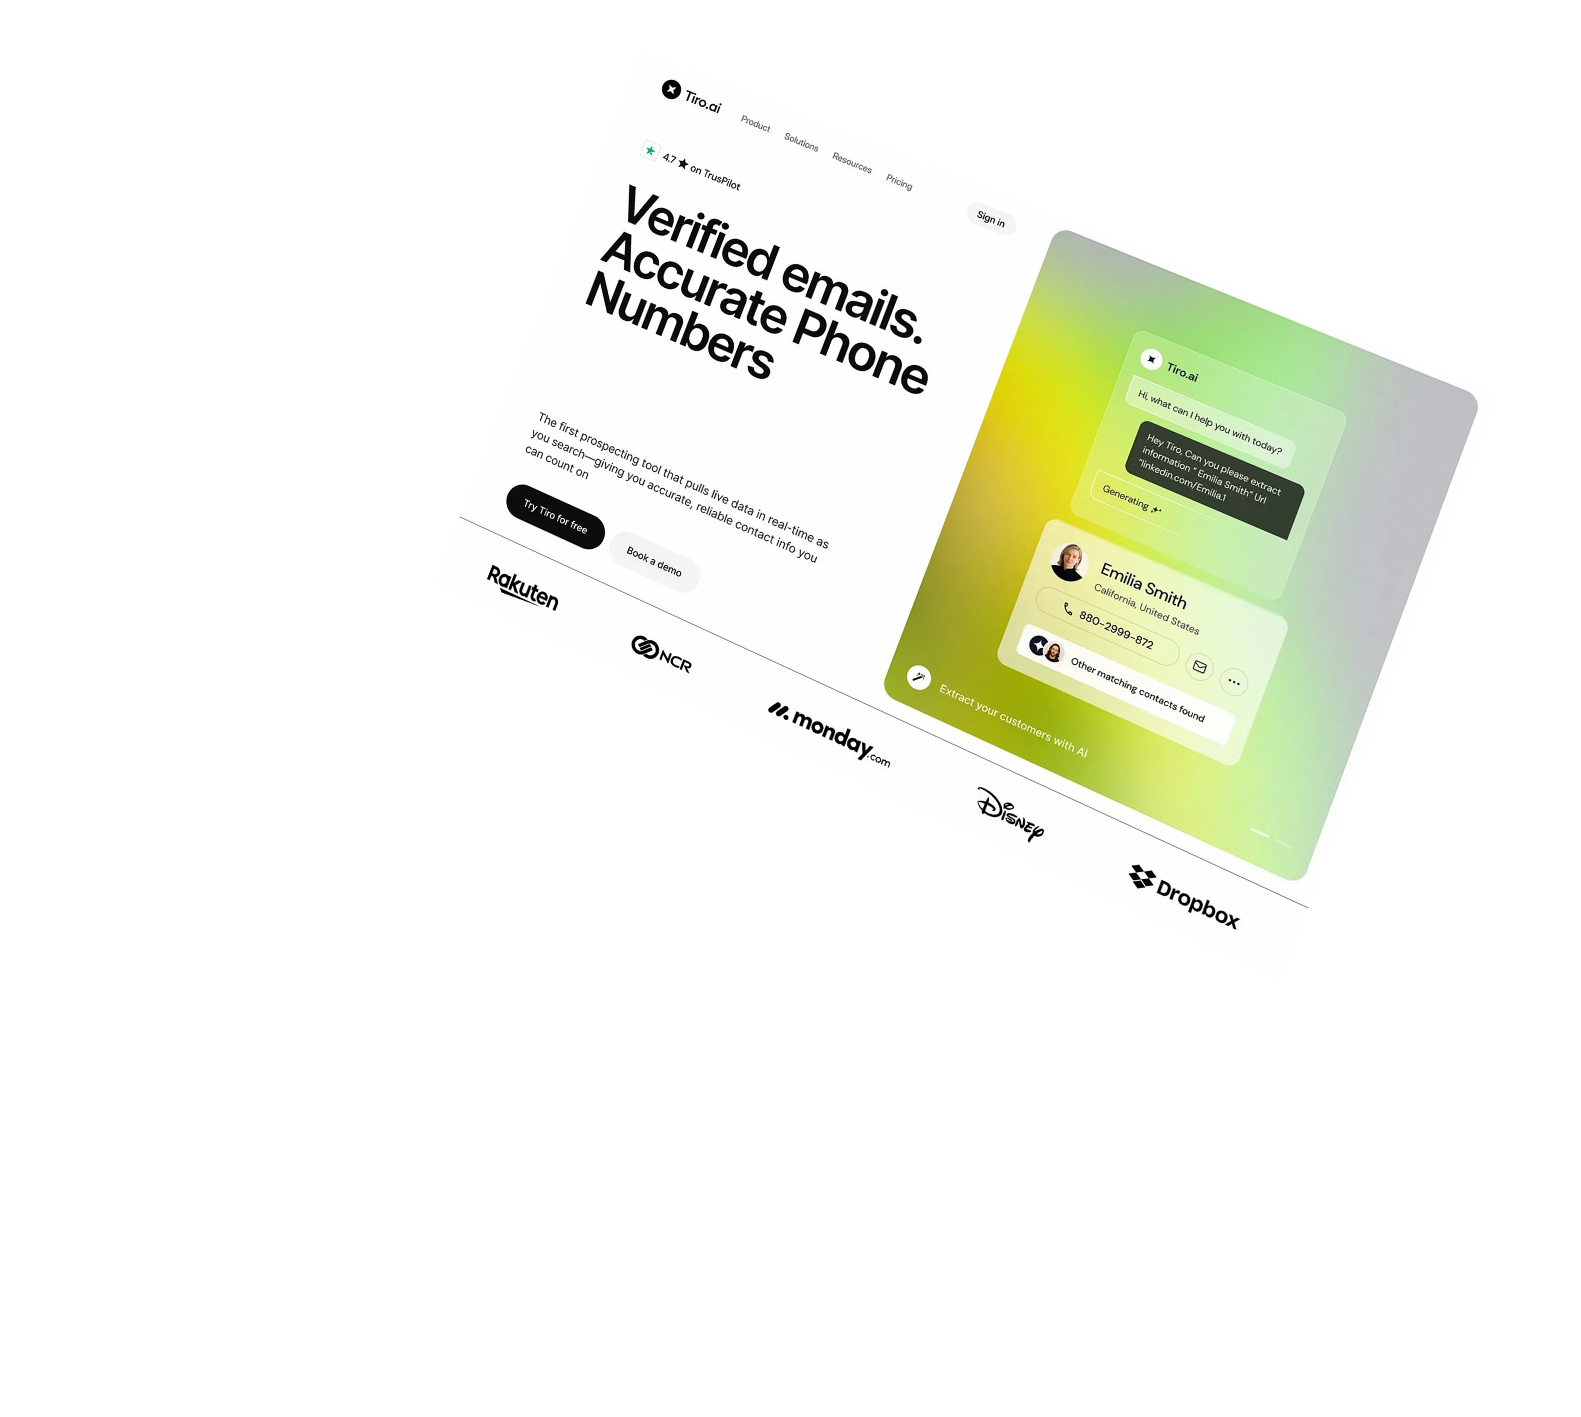 Tiro.ai
Product
Solutions
Resources
Pricing
Sign in
4.7 ★ on TrusPilot
Verified emails.
Accurate Phone
Numbers
The first prospecting tool that pulls live data in real-time as
you search—giving you accurate, reliable contact info you
can count on
Try Tiro for free
Book a demo
Tiro.ai
Hi, what can I help you with today?
Hey Tiro, Can you please extract
information “ Emilia Smith” Url
“linkedin.com/Emilia.1
Generating
Emilia Smith
California, United States
880-2999-872
Other matching contacts found
Extract your customers with Ai
Rakuten
NCR
monday.com
Disney
Dropbox